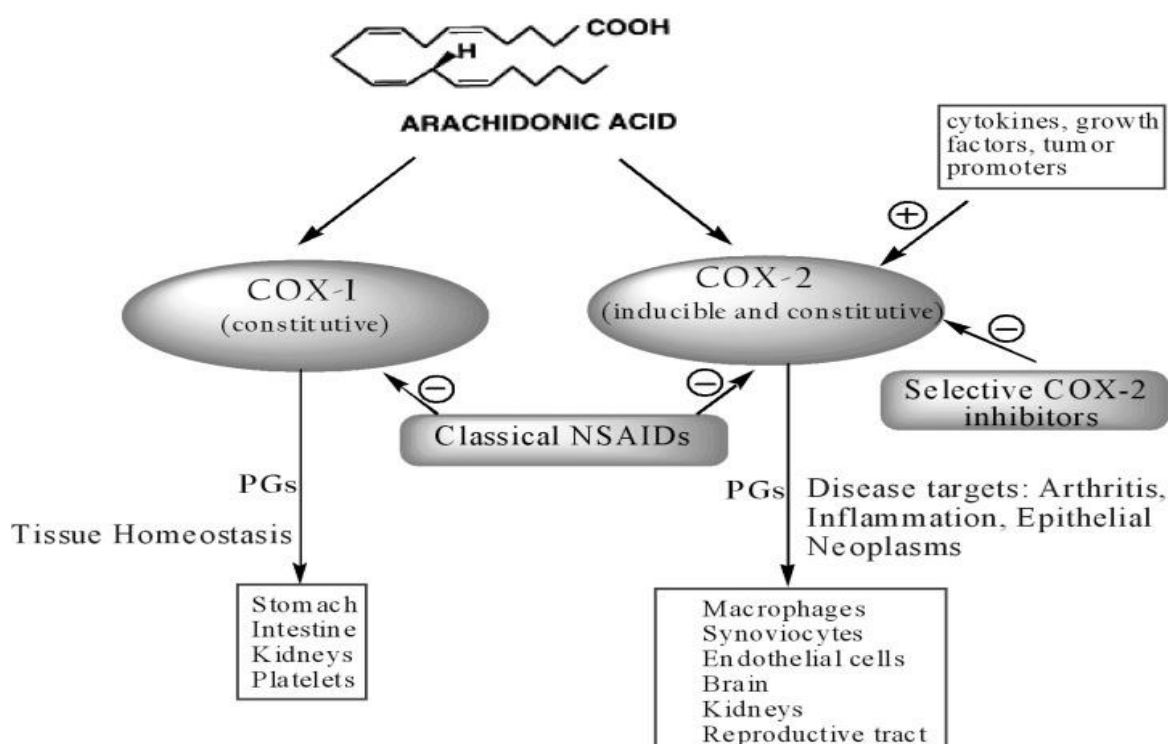 COOH
H
ARACHIDONIC ACID
cytokines, growth
factors, tumor
promoters
+
COX-1
(constitutive)
COX-2
(inducible and constitutive)
−
−
−
Classical NSAIDs
Selective COX-2
inhibitors
PGs
Tissue Homeostasis
PGs
Disease targets: Arthritis,
Inflammation, Epithelial
Neoplasms
Stomach
Intestine
Kidneys
Platelets
Macrophages
Synoviocytes
Endothelial cells
Brain
Kidneys
Reproductive tract